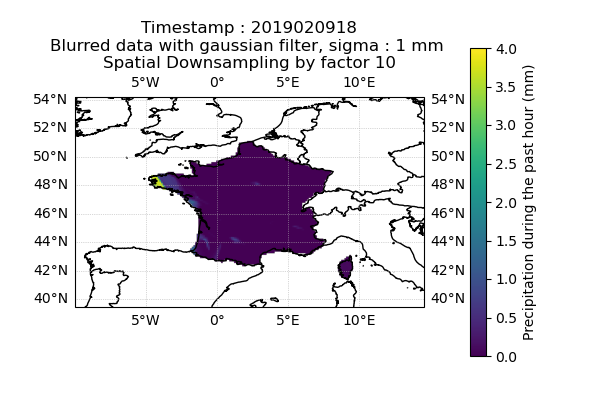 Timestamp : 2019020918
Blurred data with gaussian filter, sigma : 1 mm
Spatial Downsampling by factor 10
5°W 0° 5°E 10°E
54°N 54°N
52°N 52°N
50°N 50°N
48°N 48°N
46°N 46°N
44°N 44°N
42°N 42°N
40°N 40°N
5°W 0° 5°E 10°E
4.0
3.5
3.0
2.5
2.0
1.5
1.0
0.5
0.0
Precipitation during the past hour (mm)